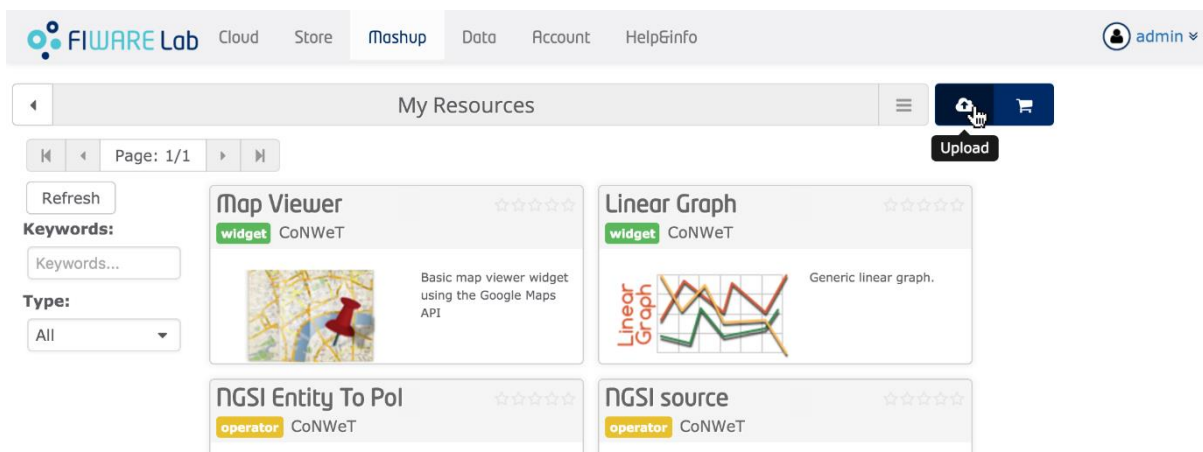 FIWARE Lab Cloud Store Mashup Data Account Help&info admin
My Resources
Upload
Page: 1/1
Refresh
Keywords:
Keywords...
Type:
All
Map Viewer
widget CoNWeT
Basic map viewer widget
using the Google Maps
API
Linear Graph
widget CoNWeT
Linear
Graph
Generic linear graph.
NGSI Entity To PoI
operator CoNWeT
NGSI source
operator CoNWeT